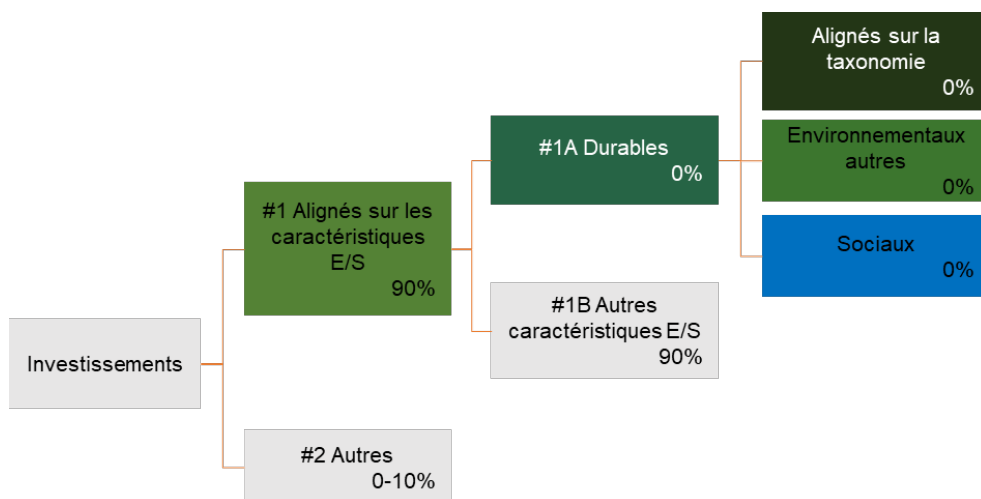 Investissements
#1 Alignés sur les
caractéristiques
E/S
90%
#2 Autres
0-10%
#1A Durables
0%
#1B Autres
caractéristiques E/S
90%
Alignés sur la
taxonomie
0%
Environnementaux
autres
0%
Sociaux
0%